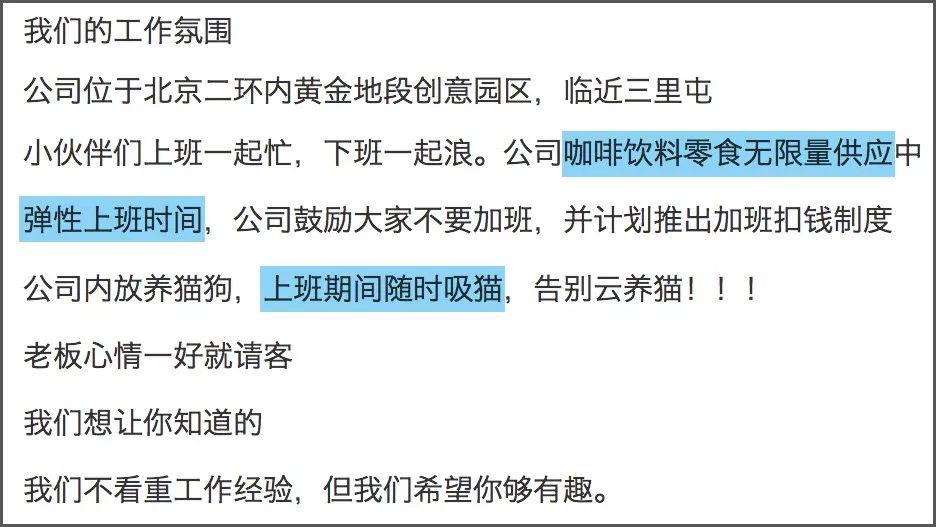 我们的工作氛围
公司位于北京二环内黄金地段创意园区，临近三里屯
小伙伴们上班一起忙，下班一起浪。公司咖啡饮料零食无限量供应中
弹性上班时间，公司鼓励大家不要加班，并计划推出加班扣钱制度
公司内放养猫狗，上班期间随时吸猫，告别云养猫！！！
老板心情一好就请客
我们想让你知道的
我们不看重工作经验，但我们希望你够有趣。